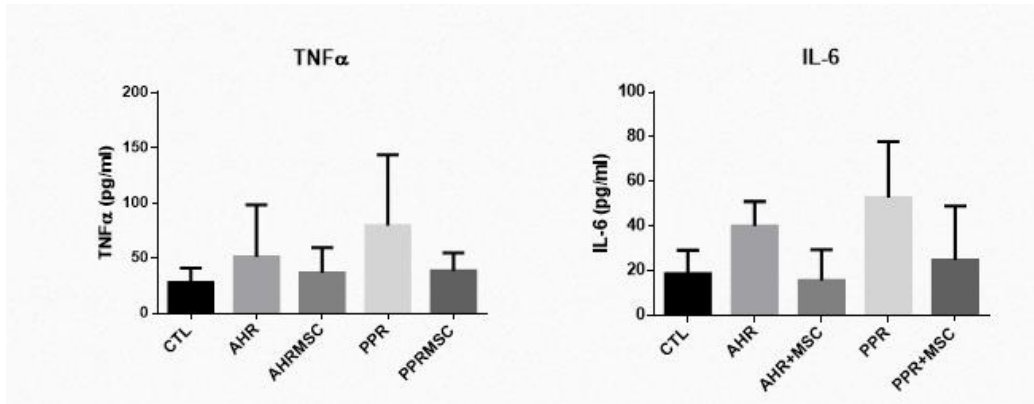 TNFα
TNFα (pg/ml)
200
150
100
50
0
CTL
AHR
AHRMSC
PPR
PPRMSC
IL-6
IL-6 (pg/ml)
100
80
60
40
20
0
CTL
AHR
AHR+MSC
PPR
PPR+MSC